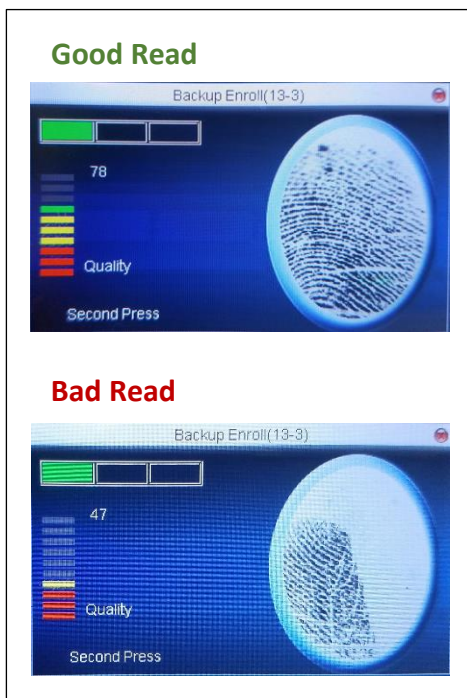 Good Read
Backup Enroll(13-3)
78
Quality
Second Press
Bad Read
Backup Enroll(13-3)
47
Quality
Second Press